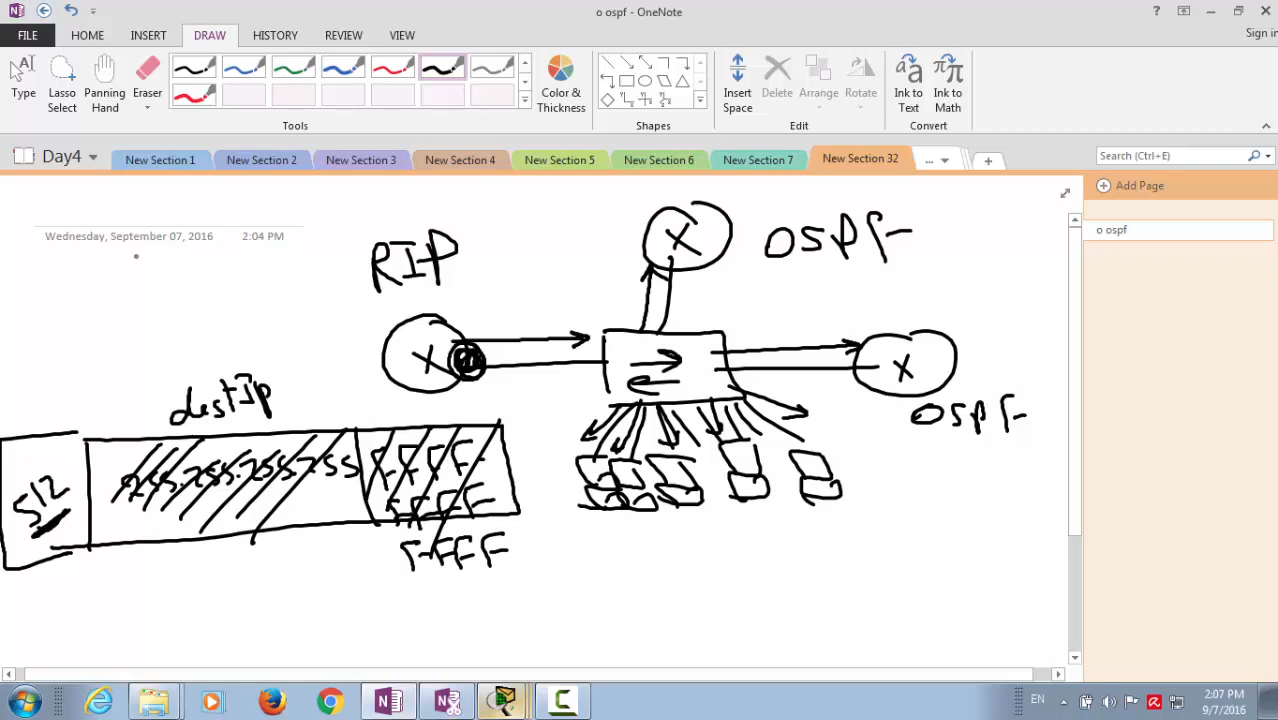 o ospf - OneNote
FILE HOME INSERT DRAW HISTORY REVIEW VIEW
Sign in
Type
Lasso Select
Panning Hand
Eraser
Color & Thickness
Insert Space
Delete
Arrange
Rotate
Ink to Text
Ink to Math
Tools
Shapes
Edit
Convert
Day4
New Section 1
New Section 2
New Section 3
New Section 4
New Section 5
New Section 6
New Section 7
New Section 32
...
Search (Ctrl+E)
Add Page
o ospf
Wednesday, September 07, 2016 2:04 PM
RIP
OSPF
X
X
X
OSPF
destIp
512
255.255.255.255
FFFF
FFFF
FFFF
EN
2:07 PM
9/7/2016